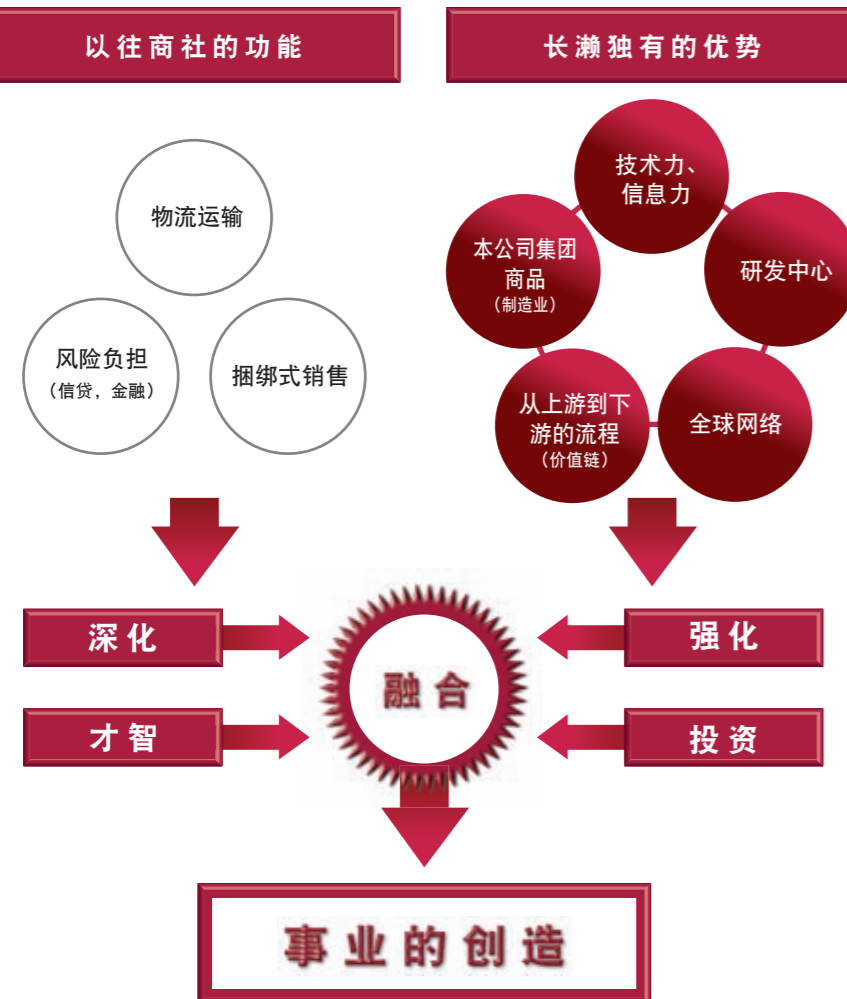 以往商社的功能
长濑独有的优势
物流运输
风险负担
（信贷，金融）
捆绑式销售
技术力、
信息力
本公司集团
商品
（制造业）
研发中心
从上游到下
游的流程
（价值链）
全球网络
深化
才智
融合
强化
投资
事业的创造